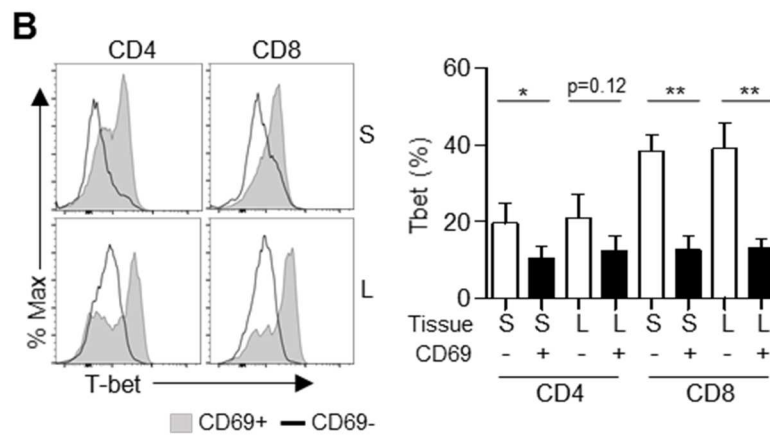 B
CD4 CD8
S
L
% Max
T-bet
CD69+ CD69-
Tbet (%)
60
40
20
0
* p=0.12 ** **
Tissue S S L L S S L L
CD69 - + - + - + - +
CD4 CD8